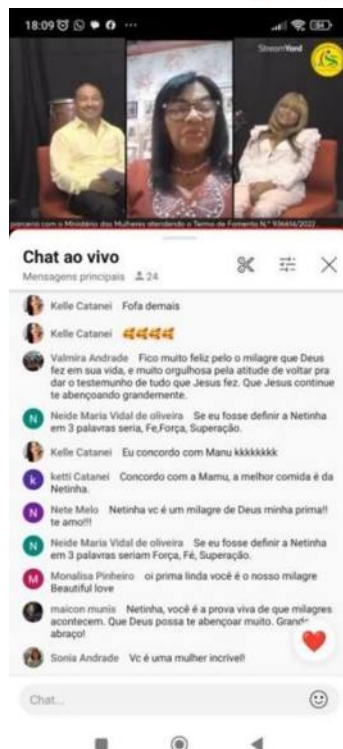 18:09
84
StreamYard
parceria com o Ministério das Mulheres atendendo o Termo de Fomento N.º 936616/2022
Chat ao vivo
Mensagens principais 24
Kelle Catanei Fofa demais
Kelle Catanei
Valmira Andrade Fico muito feliz pelo o milagre que Deus
fez em sua vida, e muito orgulhosa pela atitude de voltar pra
dar o testemunho de tudo que Jesus fez. Que Jesus continue
te abençoando grandemente.
N Neide Maria Vidal de oliveira Se eu fosse definir a Netinha
em 3 palavras seria, Fe,Força, Superação.
Kelle Catanei Eu concordo com Manu kkkkkkkk
k ketti Catanei Concordo com a Mamu, a melhor comida é da
Netinha.
N Nete Melo Netinha vc é um milagre de Deus minha prima!!
te amo!!!
N Neide Maria Vidal de oliveira Se eu fosse definir a Netinha
em 3 palavras seriam Força, Fé, Superação.
M Monalisa Pinheiro oi prima linda você é o nosso milagre
Beautiful love
maicon munis Netinha, você é a prova viva de que milagres
acontecem. Que Deus possa te abençoar muito. Grande
abraço!
Sonia Andrade Vc é uma mulher incrível!
Chat...